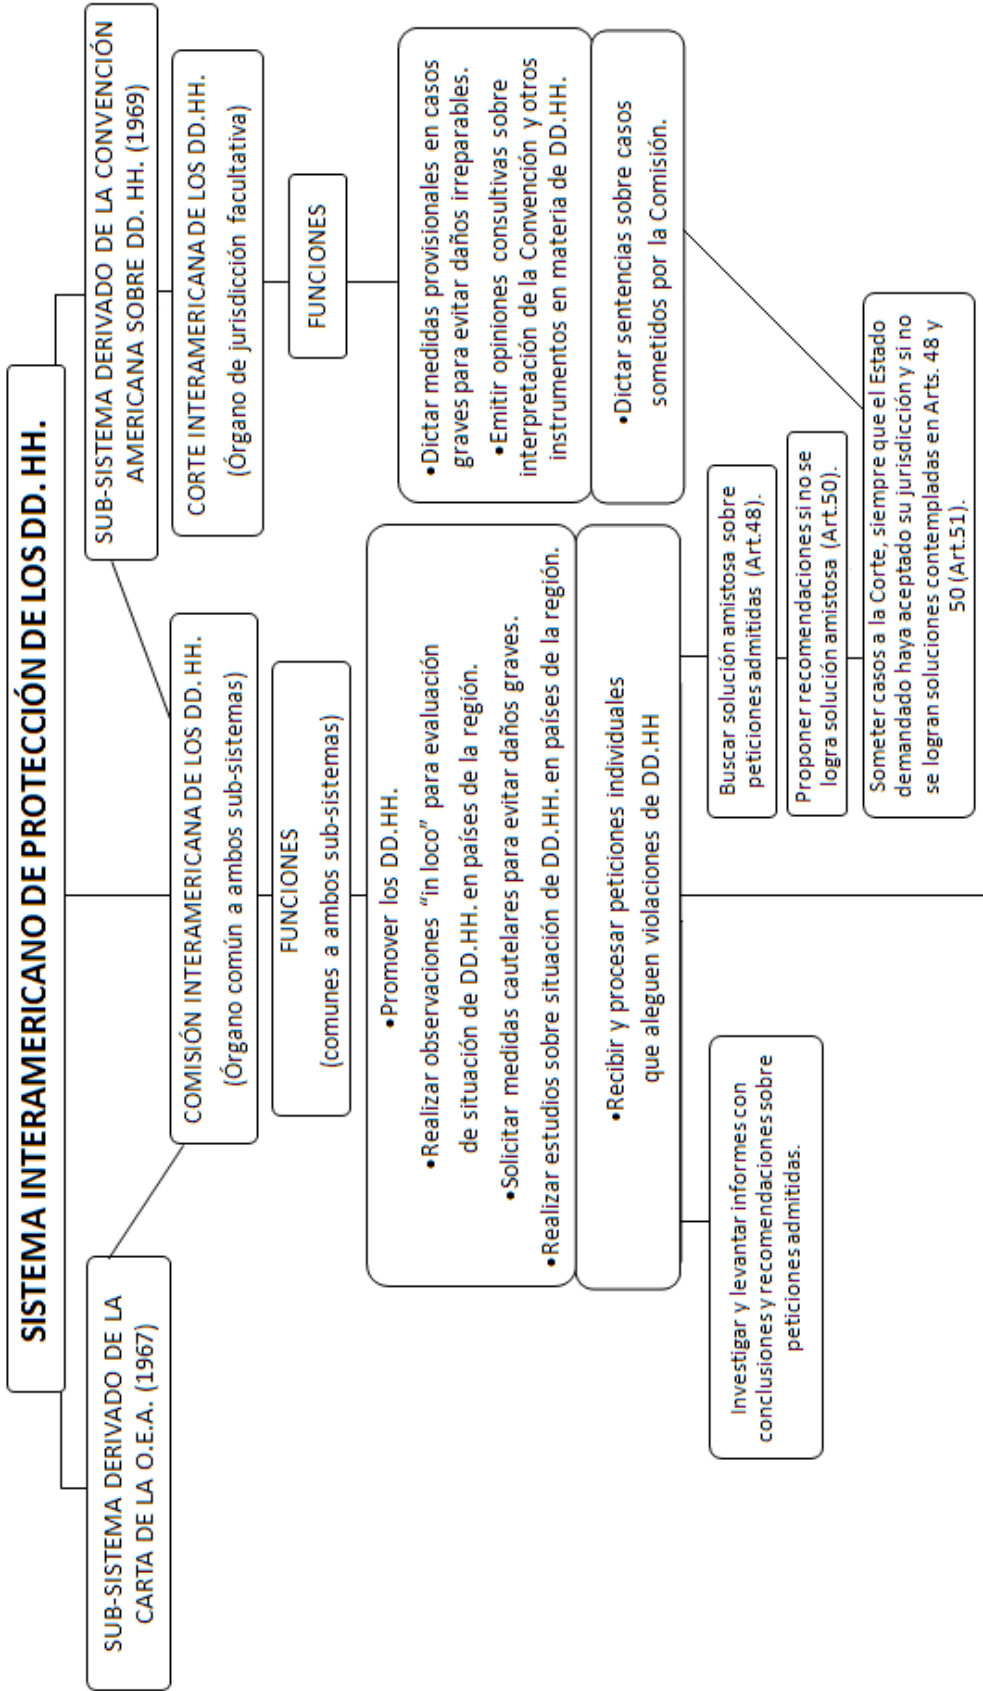 SISTEMA INTERAMERICANO DE PROTECCIÓN DE LOS DD. HH.
SUB-SISTEMA DERIVADO DE LA
CARTA DE LA O.E.A. (1967)
SUB-SISTEMA DERIVADO DE LA CONVENCIÓN
AMERICANA SOBRE DD. HH. (1969)
COMISIÓN INTERAMERICANA DE LOS DD. HH.
(Órgano común a ambos sub-sistemas)
CORTE INTERAMERICANA DE LOS DD.HH.
(Órgano de jurisdicción facultativa)
FUNCIONES
(comunes a ambos sub-sistemas)
FUNCIONES
•Promover los DD.HH.
•Realizar observaciones “in loco” para evaluación
de situación de DD.HH. en países de la región.
•Solicitar medidas cautelares para evitar daños graves.
•Realizar estudios sobre situación de DD.HH. en países de la región.
•Recibir y procesar peticiones individuales
que aleguen violaciones de DD.HH
•Dictar medidas provisionales en casos
graves para evitar daños irreparables.
•Emitir opiniones consultivas sobre
interpretación de la Convención y otros
instrumentos en materia de DD.HH.
•Dictar sentencias sobre casos
sometidos por la Comisión.
Investigar y levantar informes con
conclusiones y recomendaciones sobre
peticiones admitidas.
Buscar solución amistosa sobre
peticiones admitidas (Art.48).
Proponer recomendaciones si no se
logra solución amistosa (Art.50).
Someter casos a la Corte, siempre que el Estado
demandado haya aceptado su jurisdicción y si no
se logran soluciones contempladas en Arts. 48 y
50 (Art.51).